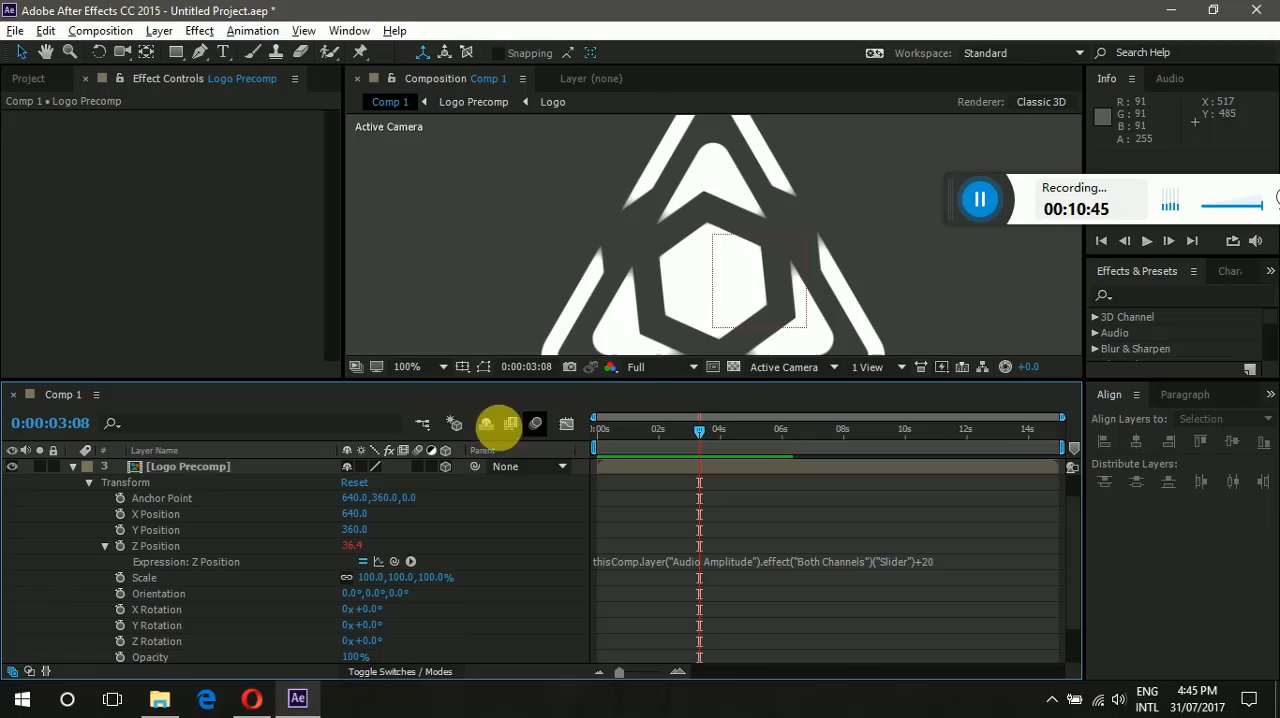 Adobe After Effects CC 2015 - Untitled Project.aep *
File Edit Composition Layer Effect Animation View Window Help
Snapping
Workspace: Standard
Search Help
Project
Effect Controls Logo Precomp
Composition Comp 1
Layer (none)
Info
Audio
Comp 1 • Logo Precomp
Comp 1
Logo Precomp
Logo
Renderer: Classic 3D
Active Camera
R: 91
G: 91
B: 91
A: 255
X: 517
Y: 485
Recording...
00:10:45
Effects & Presets
Chara
3D Channel
Audio
Blur & Sharpen
100%
0:00:03:08
Full
Active Camera
1 View
+0.0
Comp 1
Align
Paragraph
0:00:03:08
:00s 02s 04s 06s 08s 10s 12s 14s
Align Layers to: Selection
Distribute Layers:
# Layer Name
Parent
3 [Logo Precomp]
None
Transform
Reset
Anchor Point 640.0,360.0,0.0
X Position 640.0
Y Position 360.0
Z Position 36.4
Expression: Z Position
thisComp.layer("Audio Amplitude").effect("Both Channels")("Slider")+20
Scale 100.0,100.0,100.0%
Orientation 0.0°,0.0°,0.0°
X Rotation 0x+0.0°
Y Rotation 0x+0.0°
Z Rotation 0x+0.0°
Opacity 100%
Toggle Switches / Modes
ENG
INTL
4:45 PM
31/07/2017